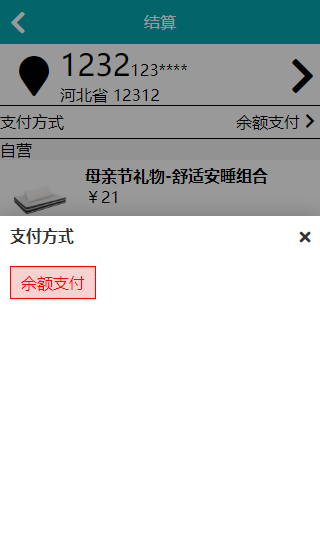 结算
1232123****
河北省 12312
支付方式 余额支付
自营
母亲节礼物-舒适安睡组合
￥21
支付方式
余额支付